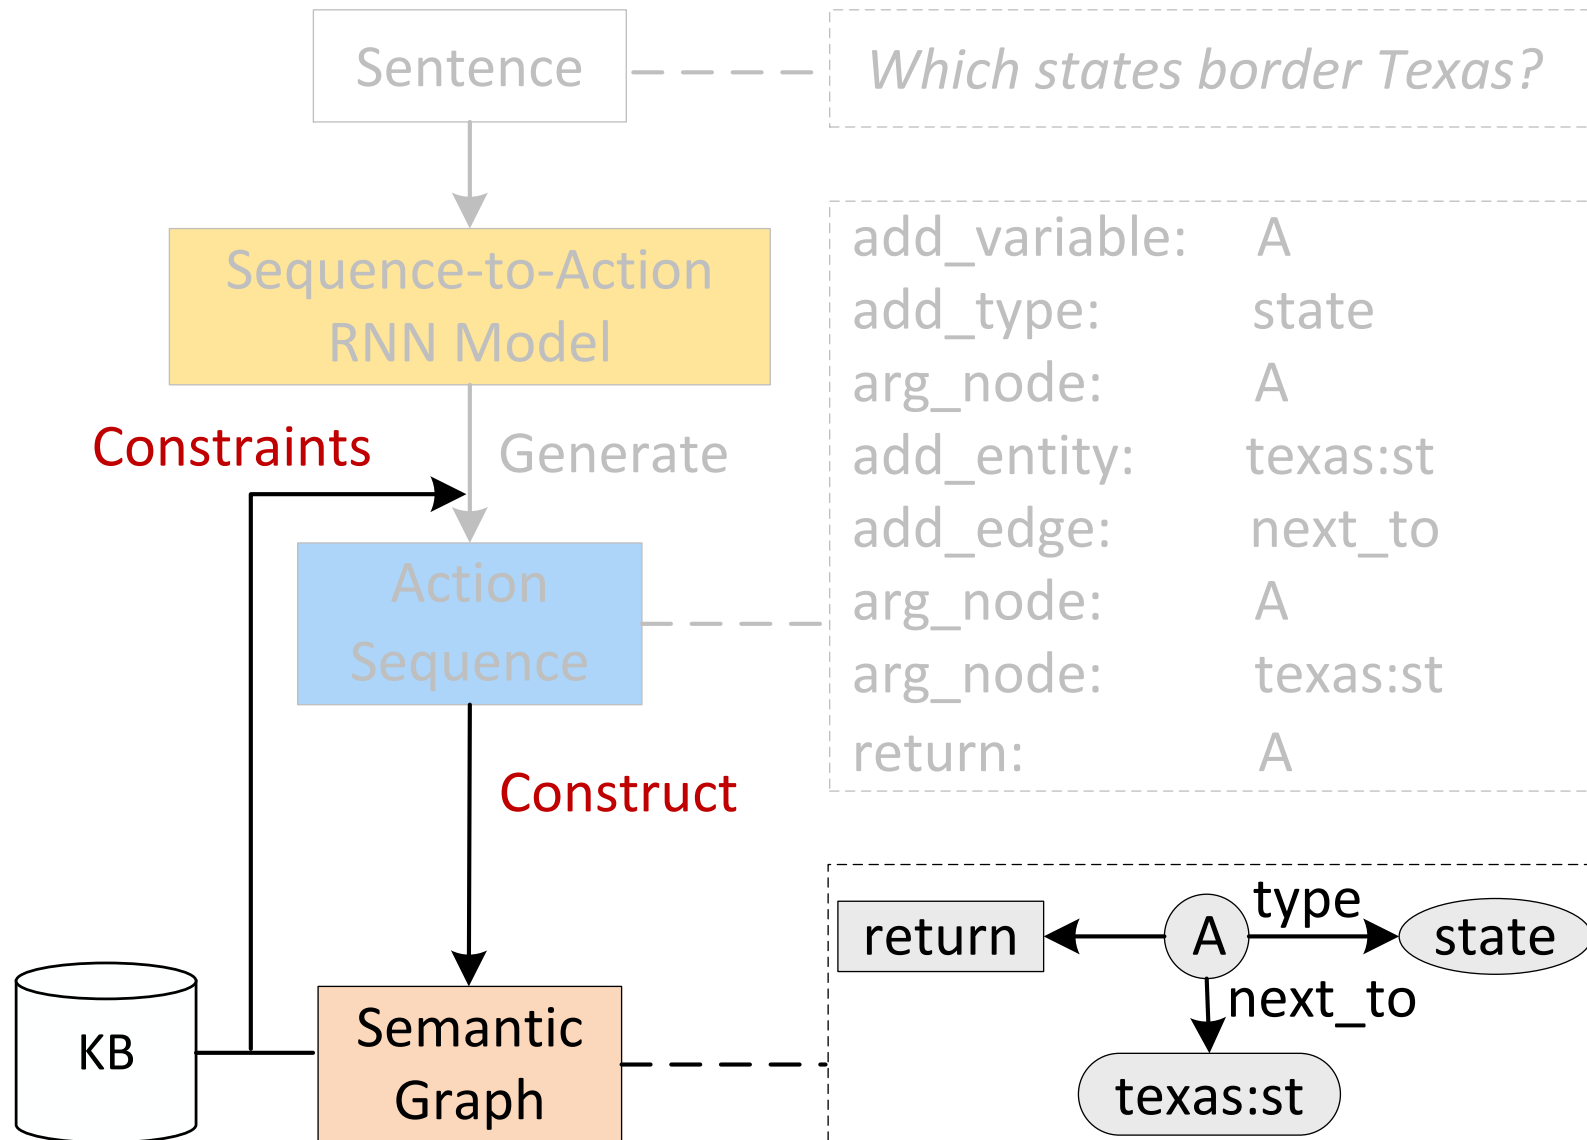 Sentence
Which states border Texas?
Sequence-to-Action
RNN Model
Constraints
Generate
Action
Sequence
add_variable: A
add_type: state
arg_node: A
add_entity: texas:st
add_edge: next_to
arg_node: A
arg_node: texas:st
return: A
Construct
KB
Semantic
Graph
return
A
type
state
next_to
texas:st